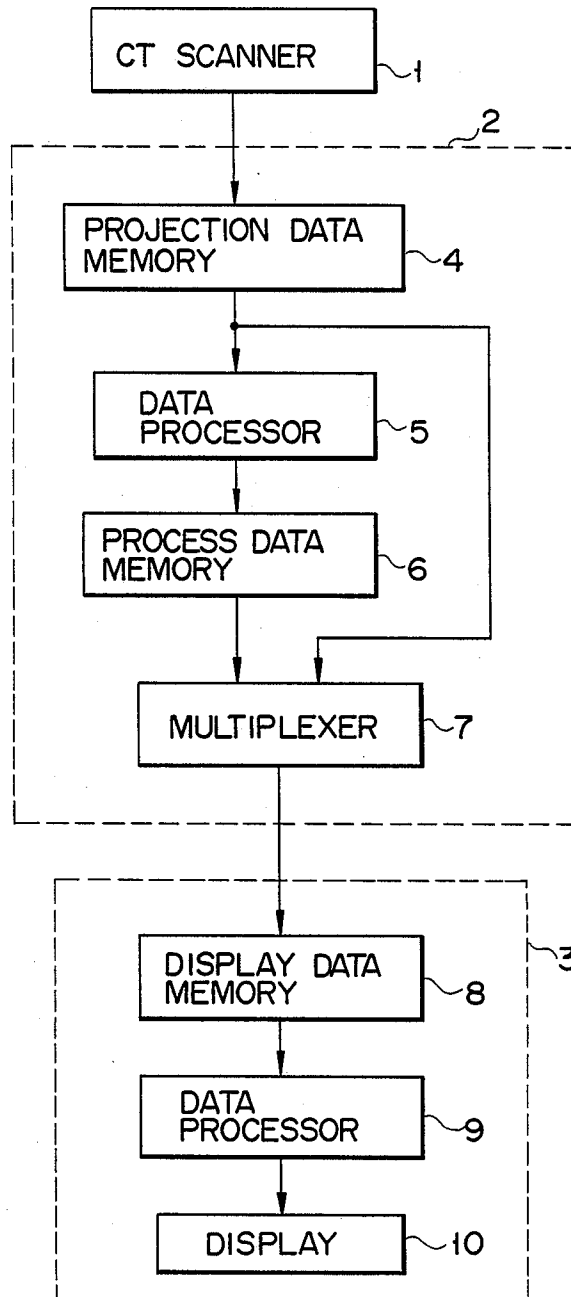 CT SCANNER
1
2
PROJECTION DATA
MEMORY
4
DATA
PROCESSOR
5
PROCESS DATA
MEMORY
6
MULTIPLEXER
7
3
DISPLAY DATA
MEMORY
8
DATA
PROCESSOR
9
DISPLAY
10